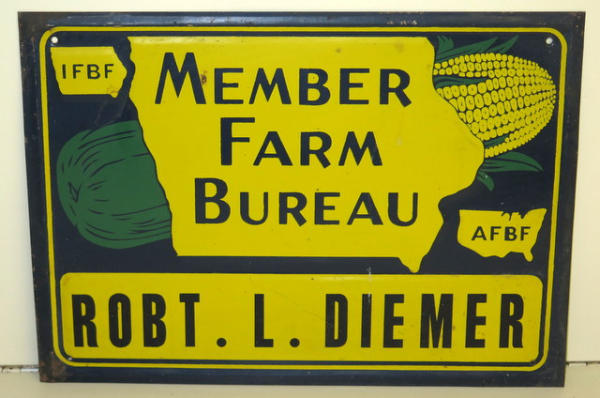 IFBF
MEMBER
FARM
BUREAU
AFBF
ROBT. L. DIEMER